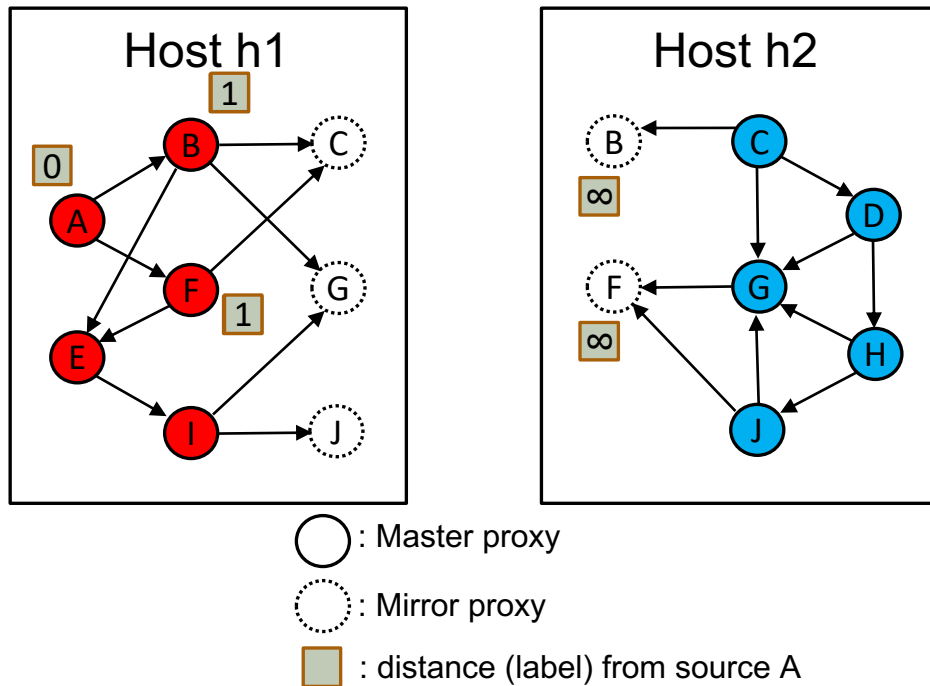 Host h1
1
0
B
C
A
F
G
1
E
I
J
Host h2
B
C
∞
D
F
G
∞
H
J
: Master proxy
: Mirror proxy
: distance (label) from source A